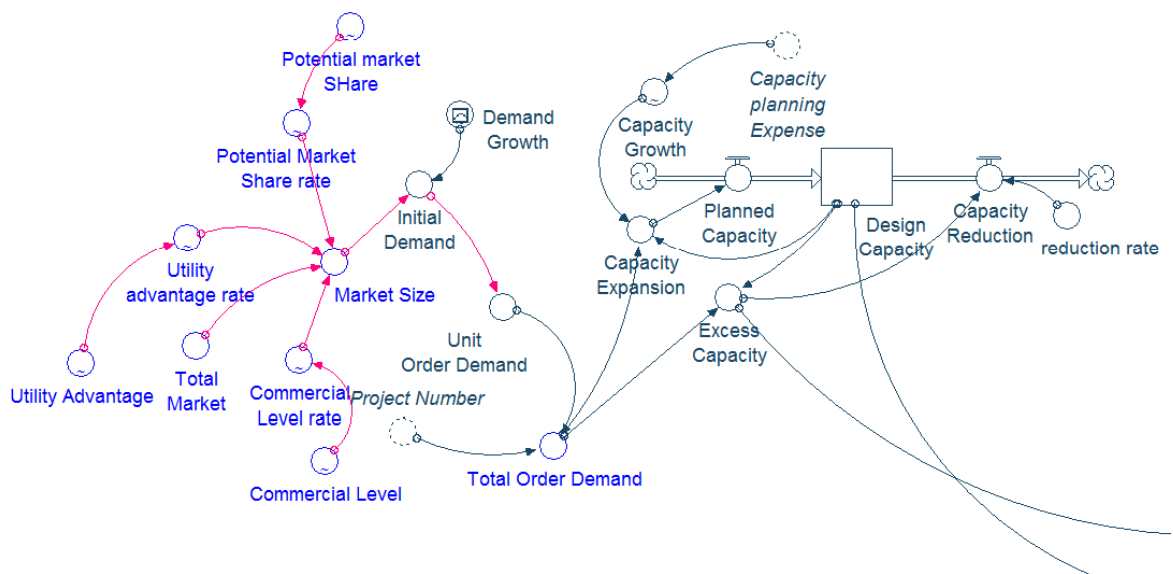 Potential market
SHare
Potential Market
Share rate
Demand
Growth
Capacity
planning
Expense
Capacity
Growth
Initial
Demand
Planned
Capacity
Design
Capacity
Capacity
Reduction
reduction rate
Utility
advantage rate
Market Size
Capacity
Expansion
Unit
Order Demand
Excess
Capacity
Utility Advantage
Total
Market
Commercial
Level rate
Project Number
Commercial Level
Total Order Demand